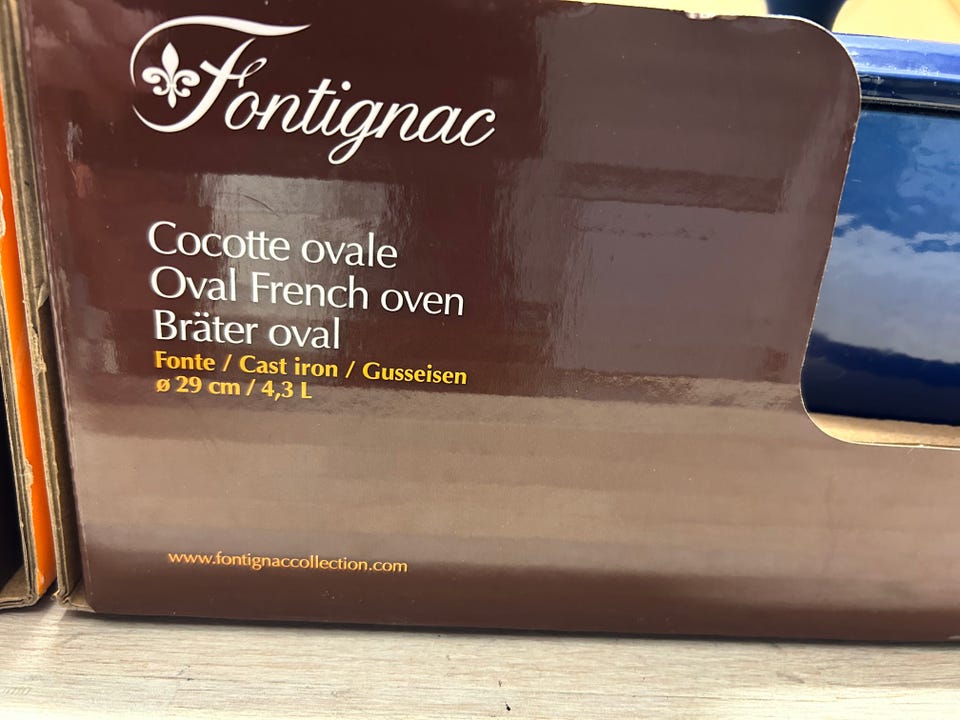 Fontignac
Cocotte ovale
Oval French oven
Bräter oval
Fonte / Cast iron / Gusseisen
ø 29 cm / 4,3 L
www.fontignaccollection.com